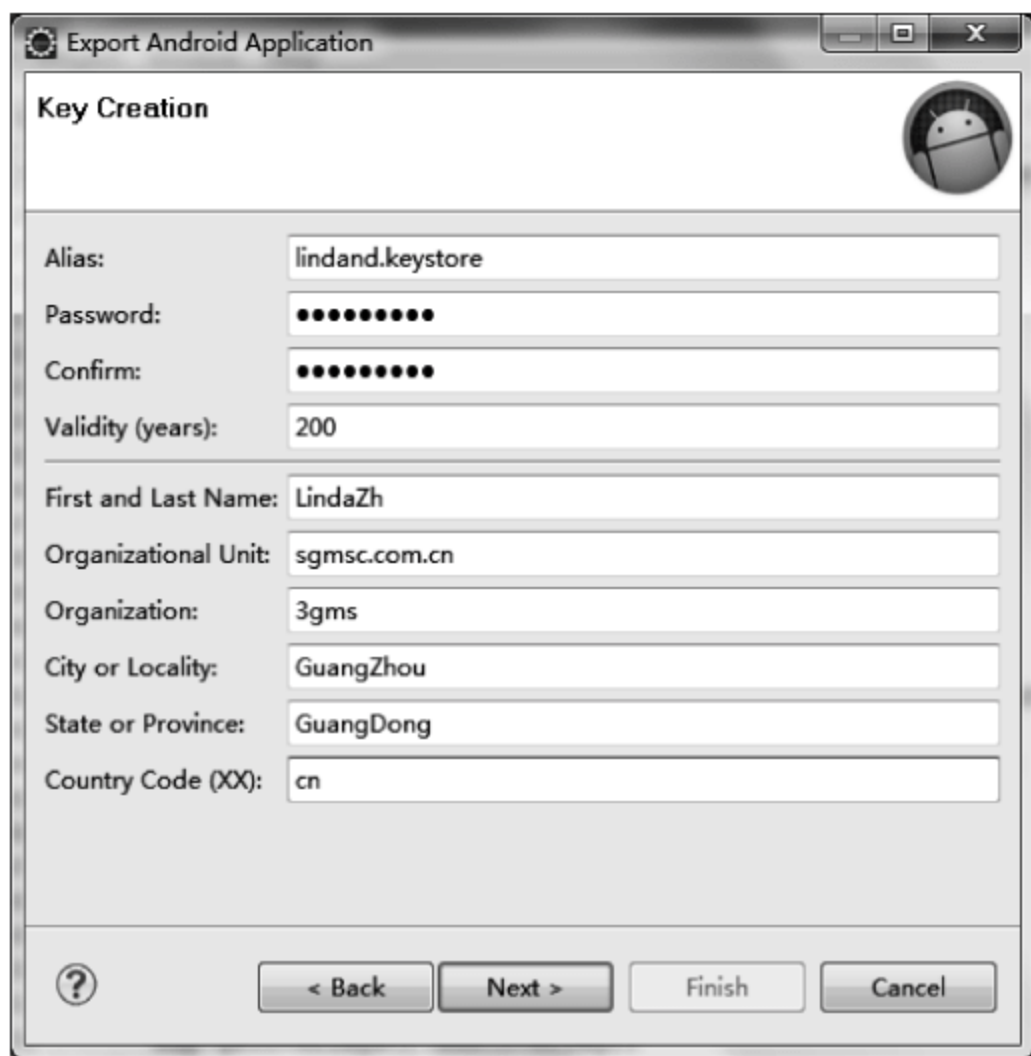 Export Android Application
Key Creation
Alias: lindand.keystore
Password: •••••••••
Confirm: •••••••••
Validity (years): 200
First and Last Name: LindaZh
Organizational Unit: sgmsc.com.cn
Organization: 3gms
City or Locality: GuangZhou
State or Province: GuangDong
Country Code (XX): cn
? < Back Next > Finish Cancel